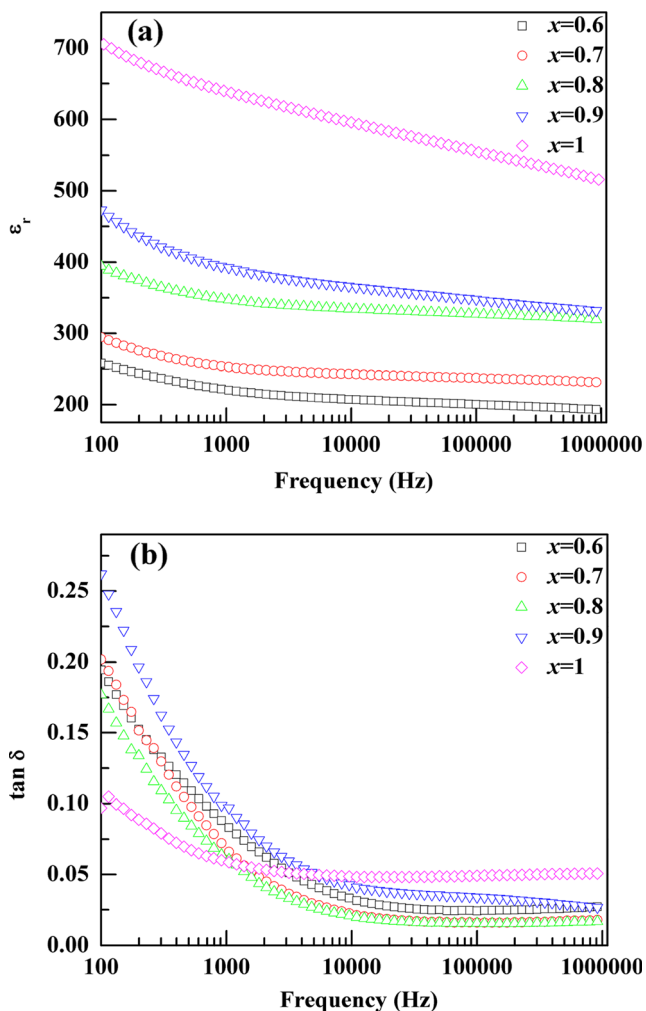 (a)
x=0.6
x=0.7
x=0.8
x=0.9
x=1
700
600
500
400
300
200
εr
100 1000 10000 100000 1000000
Frequency (Hz)
(b)
x=0.6
x=0.7
x=0.8
x=0.9
x=1
0.25
0.20
0.15
0.10
0.05
0.00
tan δ
100 1000 10000 100000 1000000
Frequency (Hz)